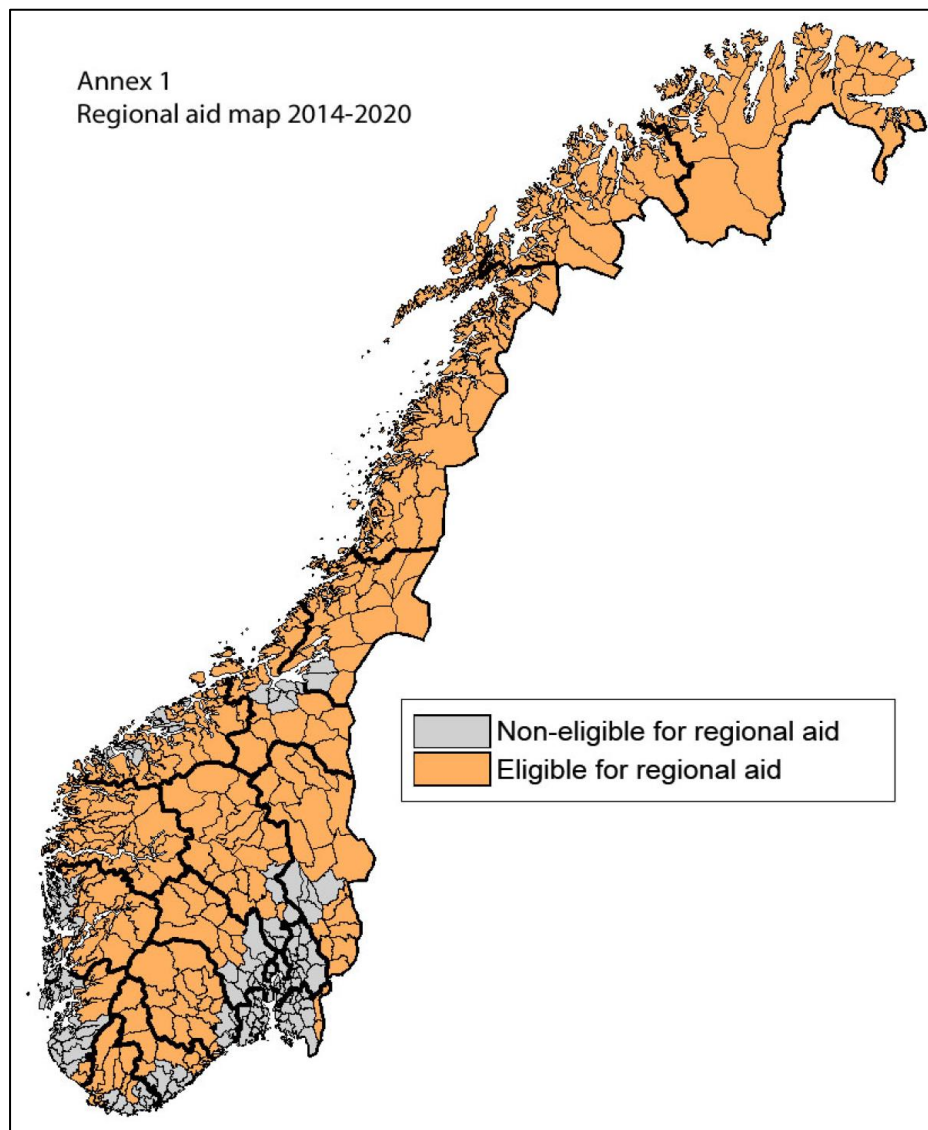 Annex 1
Regional aid map 2014-2020
Non-eligible for regional aid
Eligible for regional aid